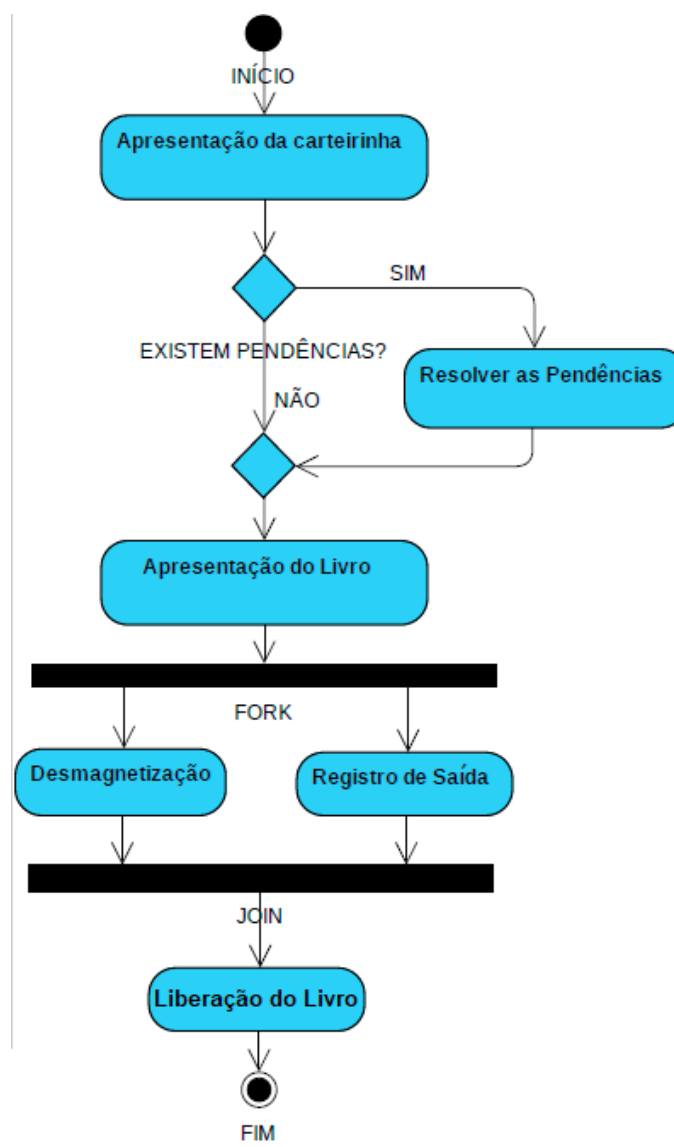 INÍCIO
Apresentação da carteirinha
SIM
EXISTEM PENDÊNCIAS?
Resolver as Pendências
NÃO
Apresentação do Livro
FORK
Desmagnetização
Registro de Saída
JOIN
Liberação do Livro
FIM